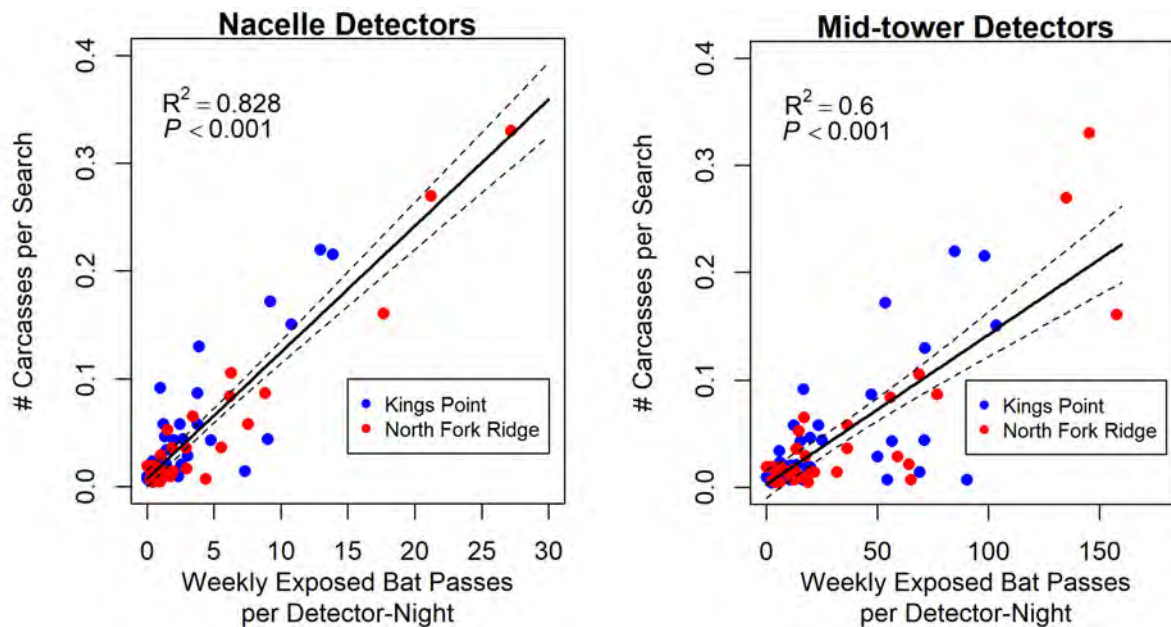 Nacelle Detectors
# Carcasses per Search
0.4
0.3
0.2
0.1
0.0
R² = 0.828
P < 0.001
Kings Point
North Fork Ridge
0 5 10 15 20 25 30
Weekly Exposed Bat Passes
per Detector-Night
Mid-tower Detectors
# Carcasses per Search
0.4
0.3
0.2
0.1
0.0
R² = 0.6
P < 0.001
Kings Point
North Fork Ridge
0 50 100 150
Weekly Exposed Bat Passes
per Detector-Night